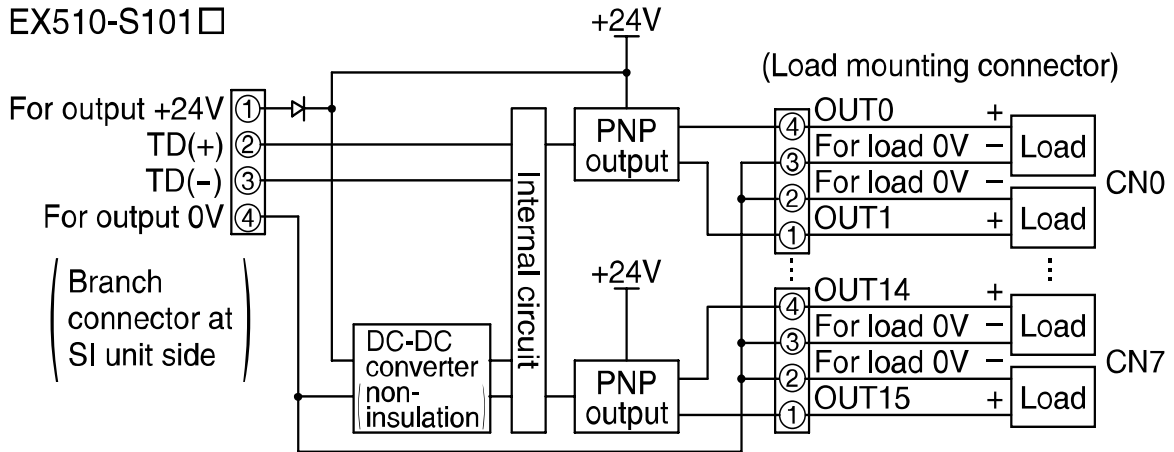 EX510-S101□
+24V
(Load mounting connector)
For output +24V ①
TD(+) ②
TD(−) ③
For output 0V ④
(Branch
connector at
SI unit side)
Internal circuit
DC-DC
converter
(non-
insulation)
PNP
output
④ OUT0 + Load
③ For load 0V −
② For load 0V −
① OUT1 + Load
CN0
+24V
PNP
output
④ OUT14 + Load
③ For load 0V −
② For load 0V −
① OUT15 + Load
CN7